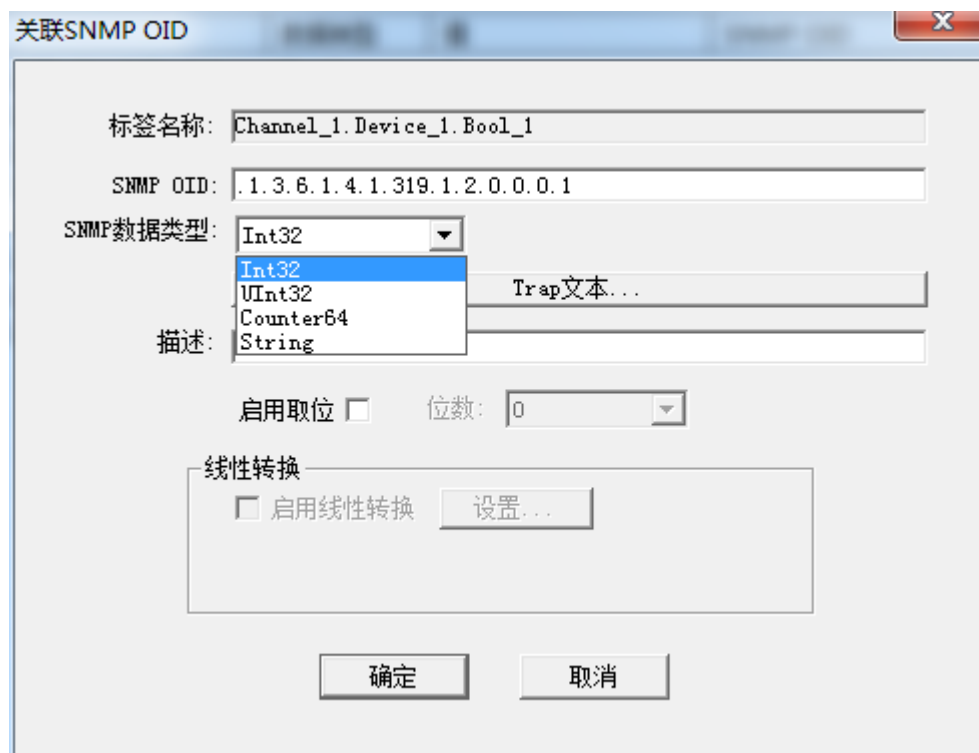 关联SNMP OID
标签名称: Channel_1.Device_1.Bool_1
SNMP OID: .1.3.6.1.4.1.319.1.2.0.0.0.1
SNMP数据类型: Int32
Int32
UInt32
Counter64
String
Trap文本...
描述:
启用取位 位数: 0
线性转换
启用线性转换 设置...
确定 取消